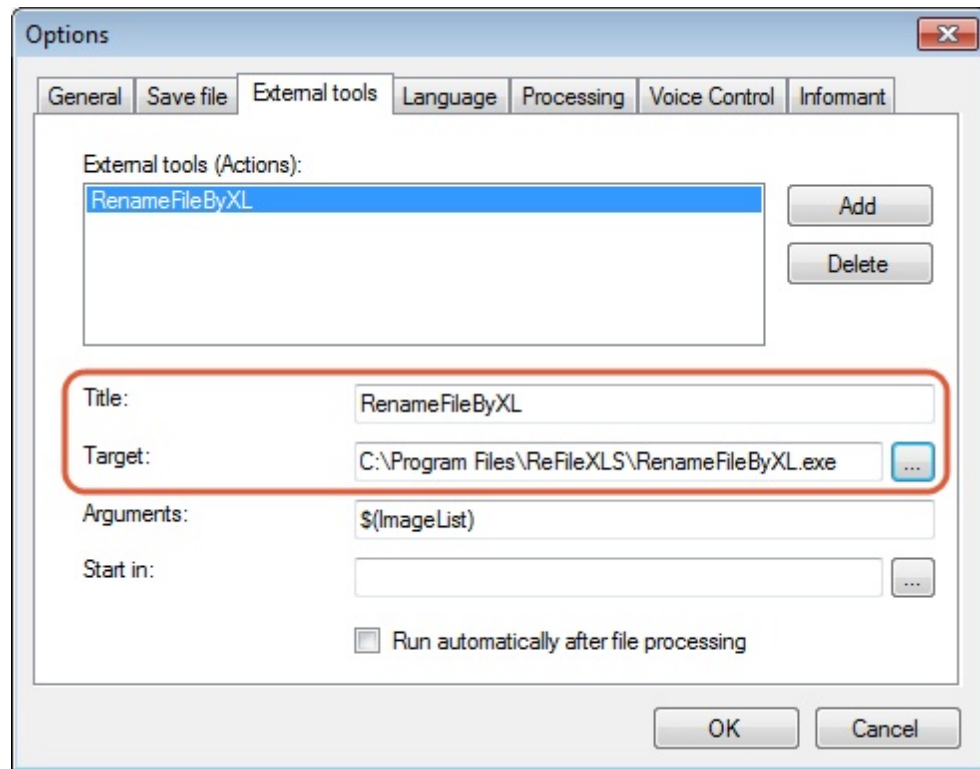 Options
General Save file External tools Language Processing Voice Control Informant
External tools (Actions):
RenameFileByXL
Add
Delete
Title: RenameFileByXL
Target: C:\Program Files\ReFileXLS\RenameFileByXL.exe ...
Arguments: $(ImageList)
Start in: ...
Run automatically after file processing
OK Cancel